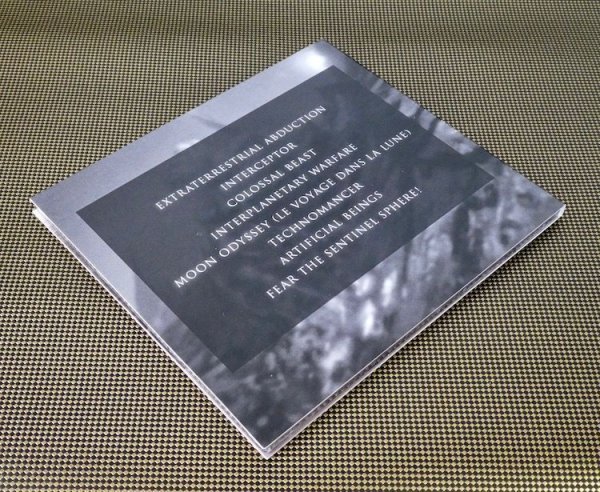 EXTRATERRESTRIAL ABDUCTION
INTERCEPTOR
COLOSSAL BEAST
INTERPLANETARY WARFARE
MOON ODYSSEY (LE VOYAGE DANS LA LUNE)
TECHNOMANCER
ARTIFICIAL BEINGS
FEAR THE SENTINEL SPHERE!